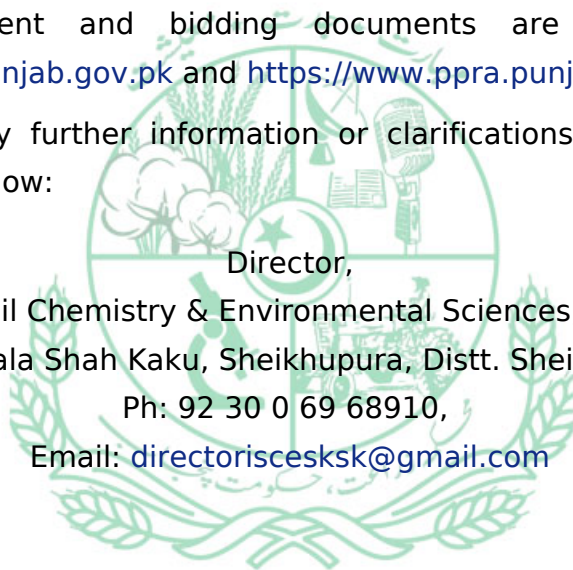 ent and bidding documents are
njab.gov.pk and https://www.ppra.punj
y further information or clarifications
ow:
Director,
il Chemistry & Environmental Sciences
ala Shah Kaku, Sheikhupura, Distt. Shei
Ph: 92 30 0 69 68910,
Email: directoriscesksk@gmail.com